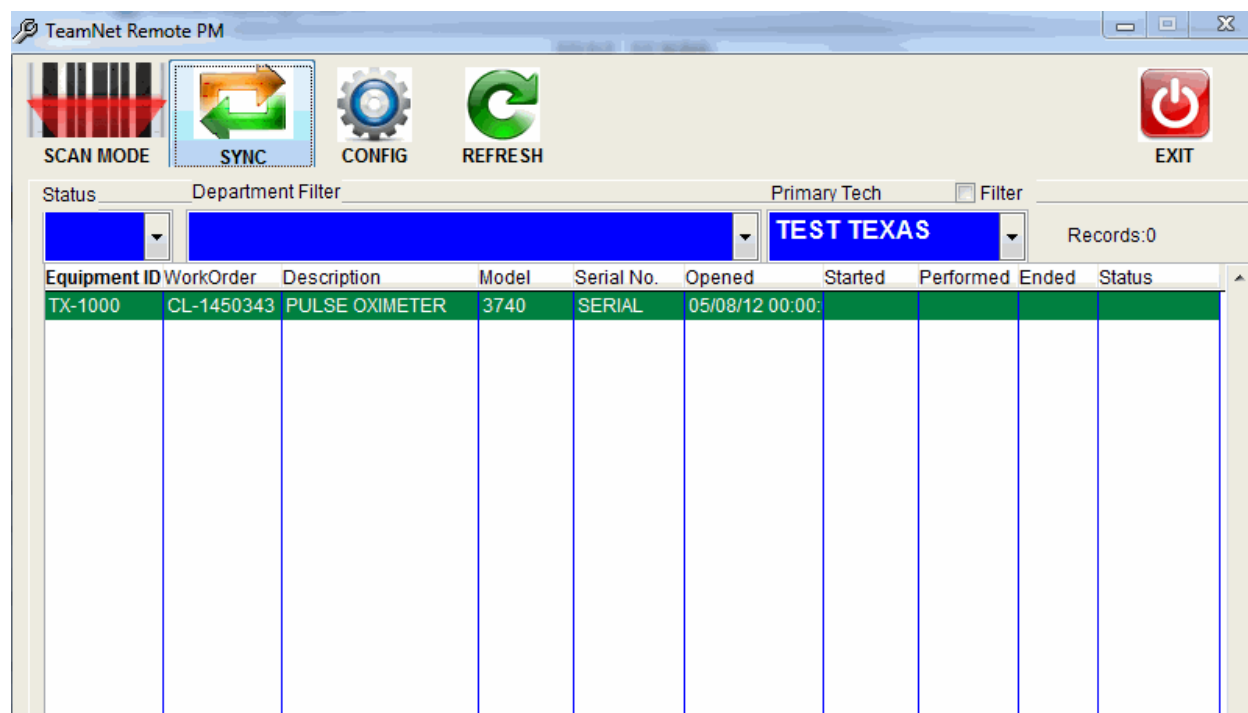 TeamNet Remote PM
SCAN MODE SYNC CONFIG REFRESH EXIT
Status Department Filter Primary Tech Filter
TEST TEXAS Records:0
Equipment ID WorkOrder Description Model Serial No. Opened Started Performed Ended Status
TX-1000 CL-1450343 PULSE OXIMETER 3740 SERIAL 05/08/12 00:00: